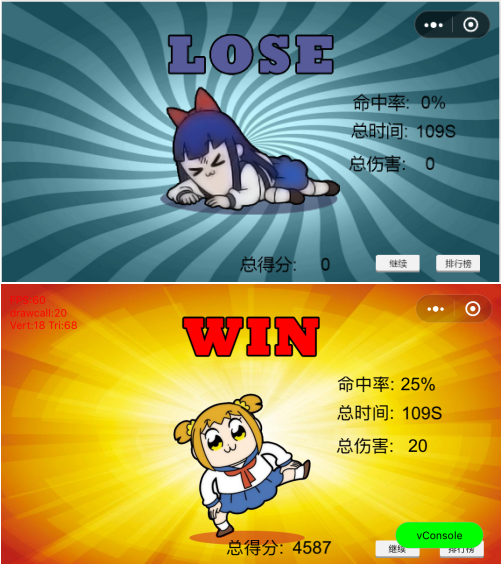 LOSE
命中率: 0%
总时间: 109S
总伤害: 0
总得分: 0
继续 排行榜
FPS:60
drawcall:20
Vert:18 Tri:68
WIN
命中率: 25%
总时间: 109S
总伤害: 20
vConsole
总得分: 4587
继续 排行榜